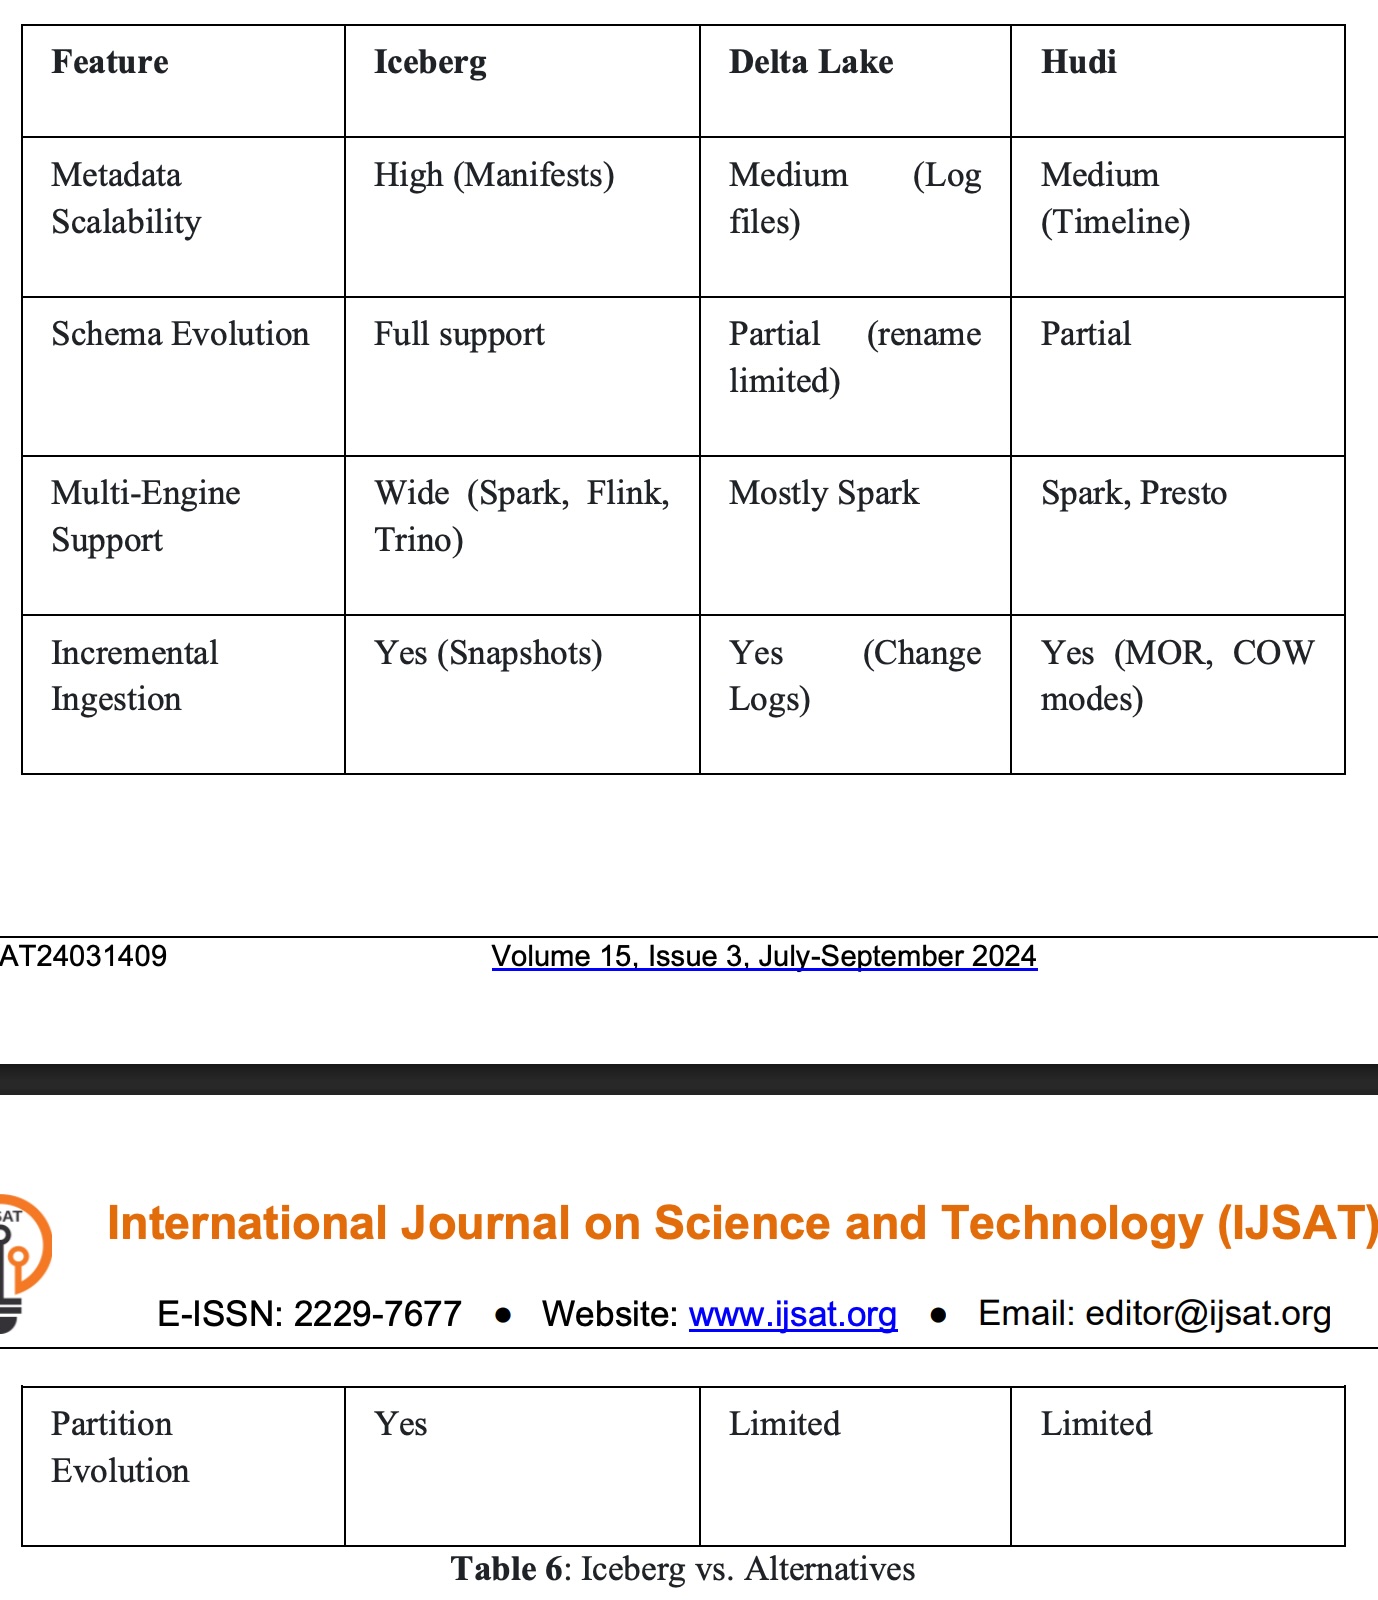 Feature Iceberg Delta Lake Hudi
Metadata Scalability High (Manifests) Medium (Log files) Medium (Timeline)
Schema Evolution Full support Partial (rename limited) Partial
Multi-Engine Support Wide (Spark, Flink, Trino) Mostly Spark Spark, Presto
Incremental Ingestion Yes (Snapshots) Yes (Change Logs) Yes (MOR, COW modes)
AT24031409 Volume 15, Issue 3, July-September 2024
SAT
International Journal on Science and Technology (IJSAT)
E-ISSN: 2229-7677 ● Website: www.ijsat.org ● Email: editor@ijsat.org
Partition Evolution Yes Limited Limited
Table 6: Iceberg vs. Alternatives